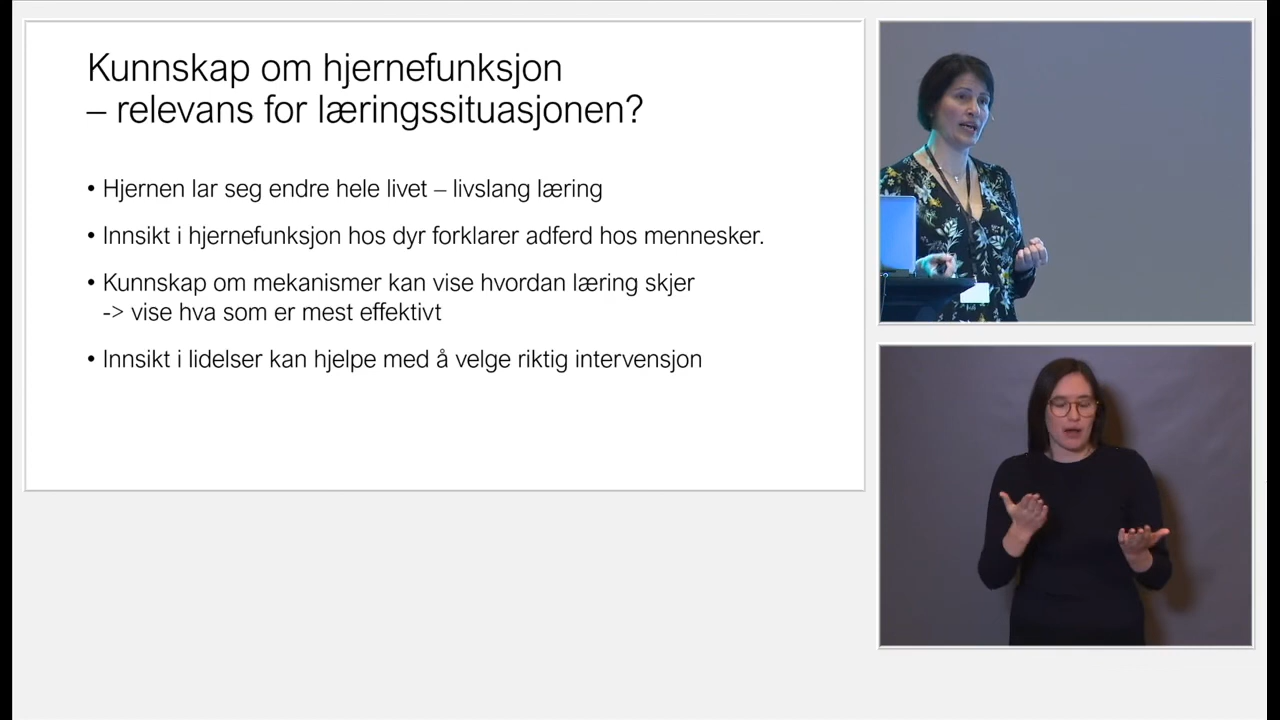 Kunnskap om hjernefunksjon
– relevans for læringssituasjonen?
• Hjernen lar seg endre hele livet – livslang læring
• Innsikt i hjernefunksjon hos dyr forklarer adferd hos mennesker.
• Kunnskap om mekanismer kan vise hvordan læring skjer
-> vise hva som er mest effektivt
• Innsikt i lidelser kan hjelpe med å velge riktig intervensjon